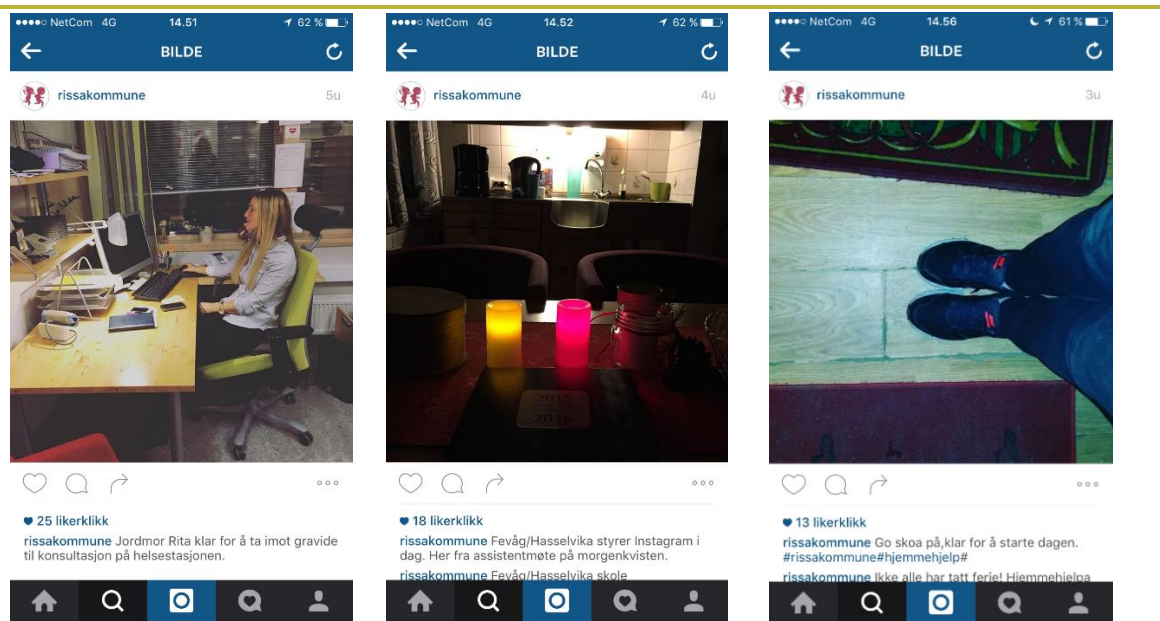 NetCom 4G 14.51 62 %
BILDE
rissakommune 5u
25 likerklikk
rissakommune Jordmor Rita klar for å ta imot gravide
til konsultasjon på helsestasjonen.
NetCom 4G 14.52 62 %
BILDE
rissakommune 4u
2015
2016
18 likerklikk
rissakommune Fevåg/Hasselvika styrer Instagram i
dag. Her fra assistentmøte på morgenkvisten.
rissakommune Fevåg/Hasselvika skole
NetCom 4G 14.56 61 %
BILDE
rissakommune 3u
13 likerklikk
rissakommune Go skoa på,klar for å starte dagen.
#rissakommune#hjemmehjelp#
rissakommune Ikke alle har tatt ferie! Hjemmehjelpa